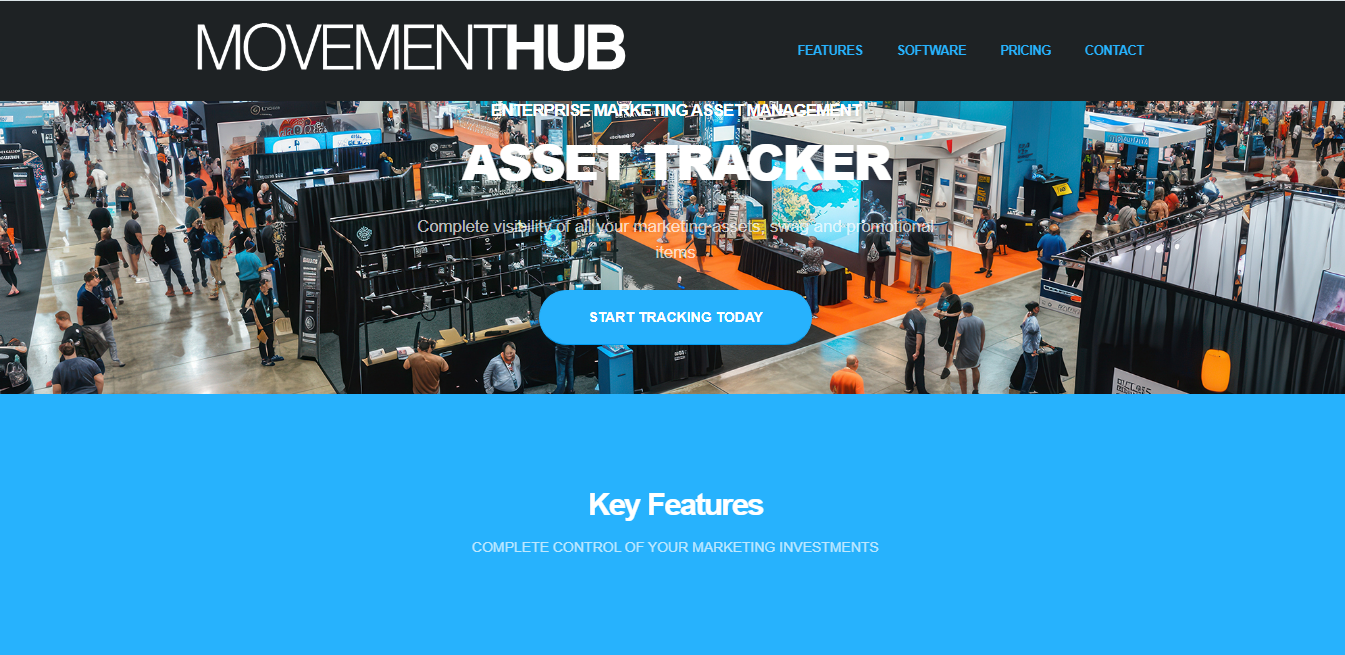 MOVEMENTHUB
FEATURES SOFTWARE PRICING CONTACT
ENTERPRISE MARKETING ASSET MANAGEMENT
ASSET TRACKER
Complete visibility of all your marketing assets, swag and promotional
items
START TRACKING TODAY
Key Features
COMPLETE CONTROL OF YOUR MARKETING INVESTMENTS